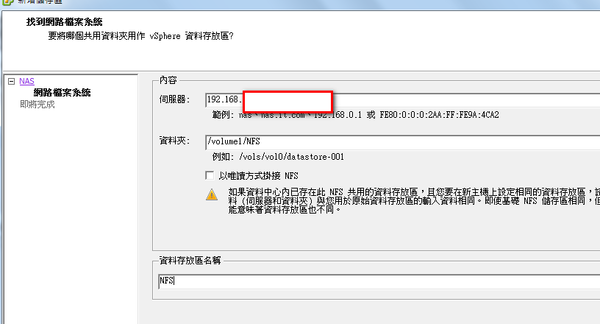 新增儲存區
找到網路檔案系統
要將哪個共用資料夾用作 vSphere 資料存放區?
NAS
網路檔案系統
即將完成
內容
伺服器:
192.168.
範例: nas、nas.it.com、192.168.0.1 或 FE80:0:0:0:2AA:FF:FE9A:4CA2
資料夾:
/volume1/NFS
例如: /vols/vol0/datastore-001
以唯讀方式掛接 NFS
如果資料中心內已存在此 NFS 共用的資料存放區，且您要在新主機上設定相同的資料存放區，
料 (伺服器和資料夾) 與您用於原始資料存放區的輸入資料相同。即使基礎 NFS 儲存區相同，但
能意味著資料存放區也不同。
資料存放區名稱
NFS